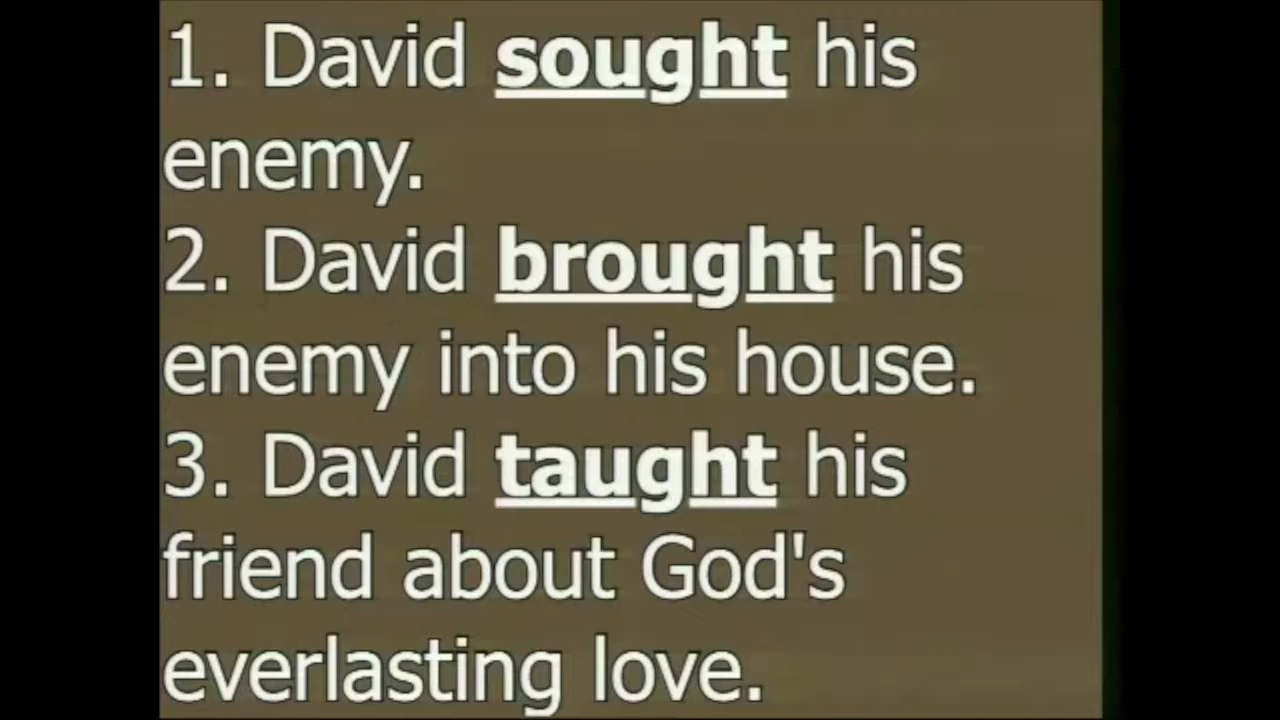 1. David sought his
enemy.
2. David brought his
enemy into his house.
3. David taught his
friend about God's
everlasting love.